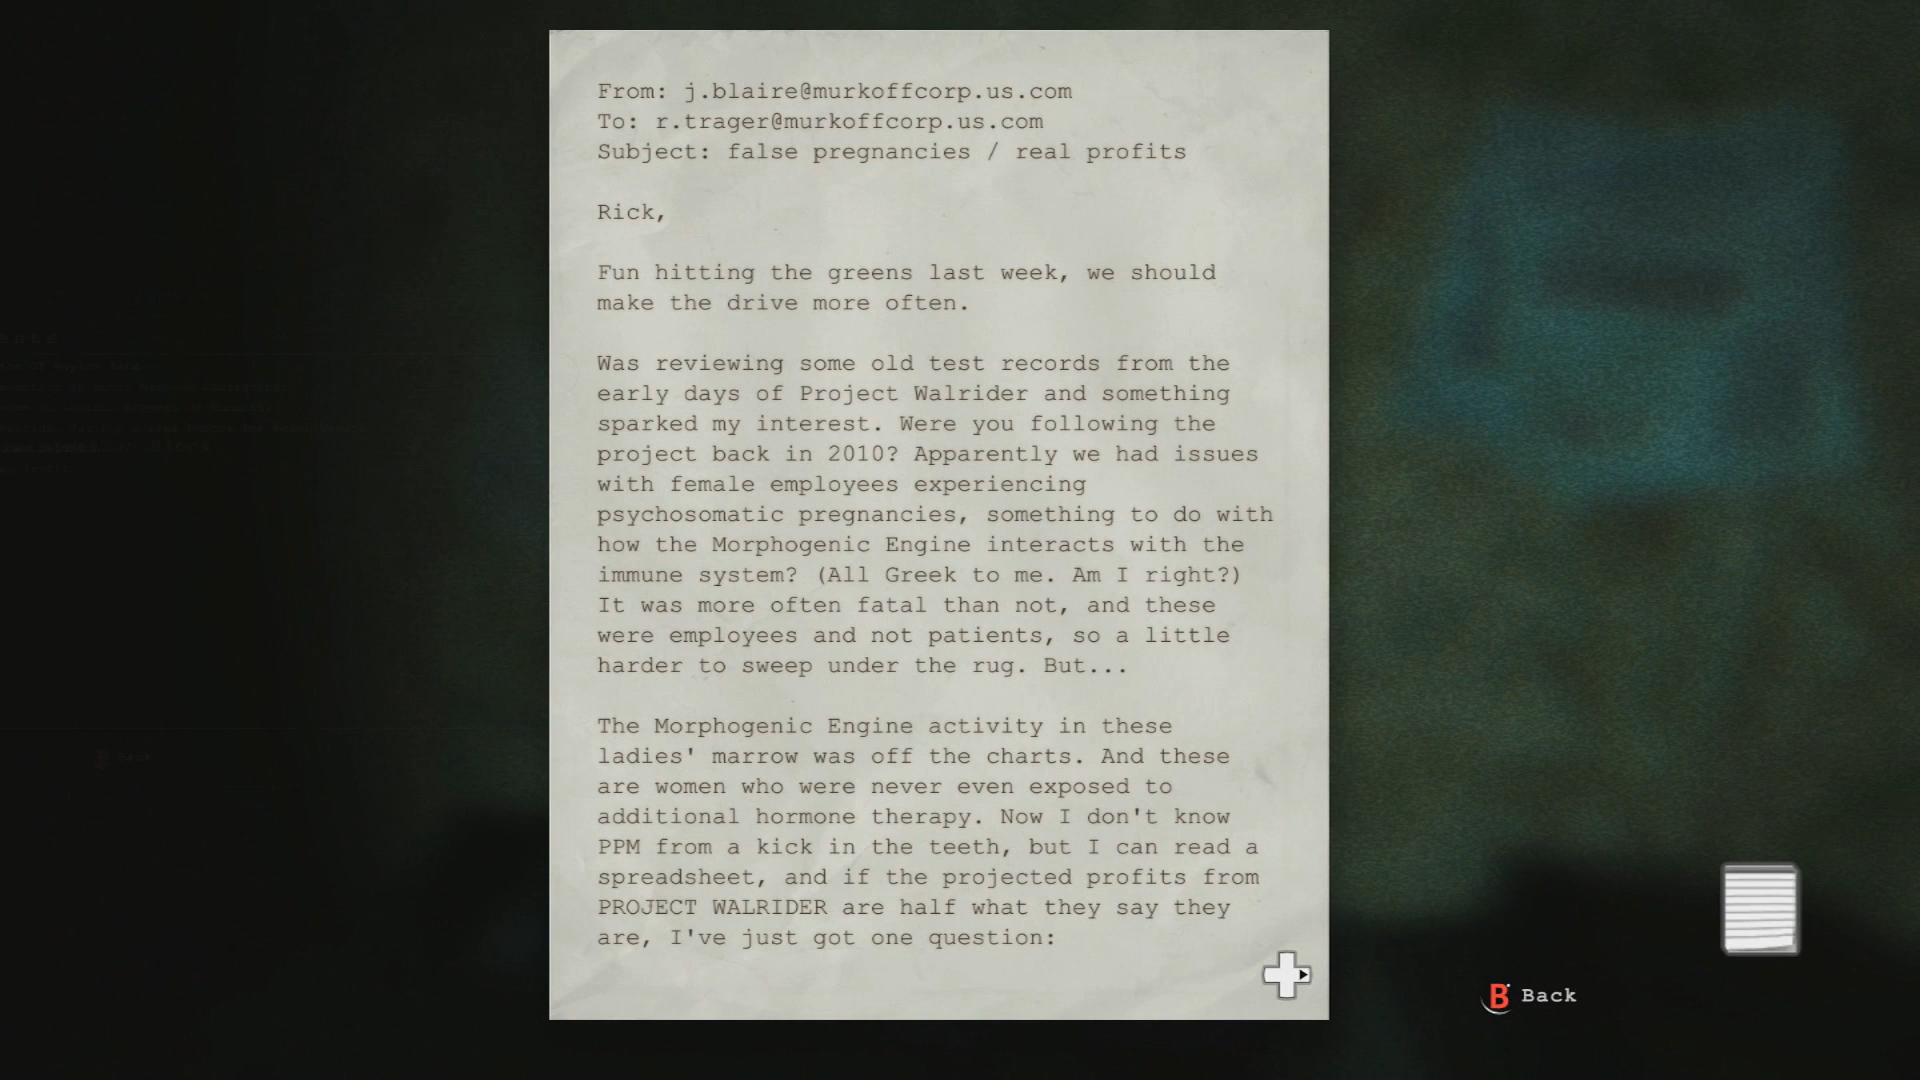 From: j.blaire@murkoffcorp.us.com
To: r.trager@murkoffcorp.us.com
Subject: false pregnancies / real profits
Rick,
Fun hitting the greens last week, we should
make the drive more often.
Was reviewing some old test records from the
early days of Project Walrider and something
sparked my interest. Were you following the
project back in 2010? Apparently we had issues
with female employees experiencing
psychosomatic pregnancies, something to do with
how the Morphogenic Engine interacts with the
immune system? (All Greek to me. Am I right?)
It was more often fatal than not, and these
were employees and not patients, so a little
harder to sweep under the rug. But...
The Morphogenic Engine activity in these
ladies' marrow was off the charts. And these
are women who were never even exposed to
additional hormone therapy. Now I don't know
PPM from a kick in the teeth, but I can read a
spreadsheet, and if the projected profits from
PROJECT WALRIDER are half what they say they
are, I've just got one question:
B Back
B Back